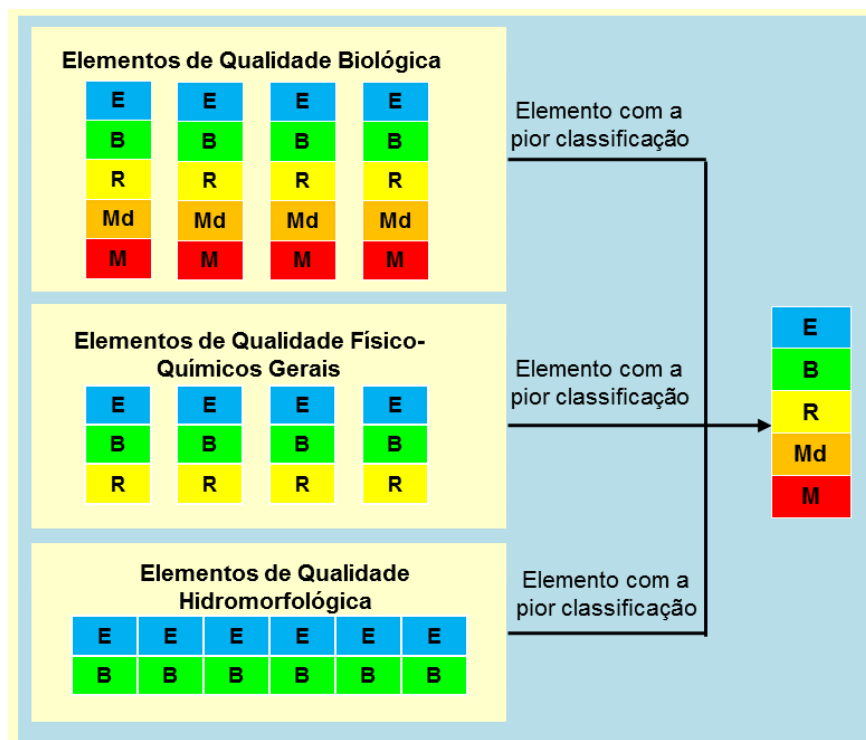 Elementos de Qualidade Biológica
E E E E
B B B B
R R R R
Md Md Md Md
M M M M
Elemento com a
pior classificação
Elementos de Qualidade Físico-
Químicos Gerais
E E E E
B B B B
R R R R
Elemento com a
pior classificação
Elementos de Qualidade
Hidromorfológica
E E E E E E
B B B B B B
Elemento com a
pior classificação
E
B
R
Md
M